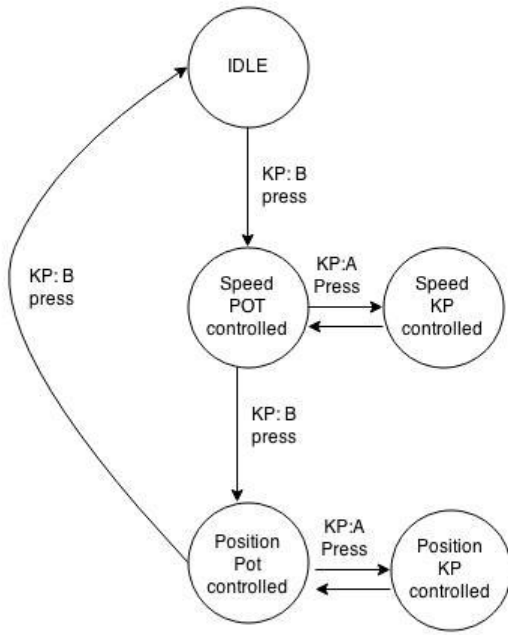 IDLE
KP: B
press
KP: B
press
Speed
POT
controlled
KP:A
Press
Speed
KP
controlled
KP: B
press
Position
Pot
controlled
KP:A
Press
Position
KP
controlled